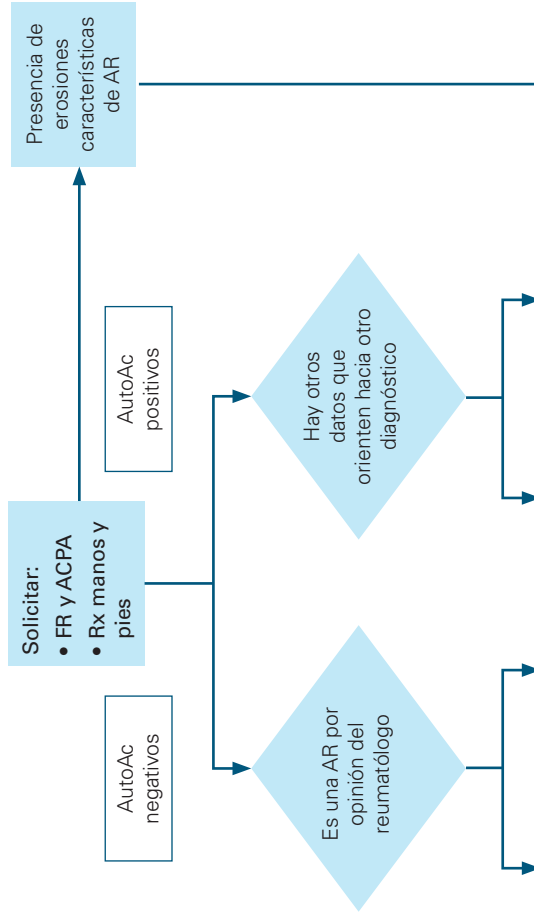 Solicitar:
• FR y ACPA
• Rx manos y
pies
Presencia de
erosiones
características
de AR
AutoAc
negativos
AutoAc
positivos
Es una AR por
opinión del
reumatólogo
Hay otros
datos que
orienten hacia otro
diagnóstico